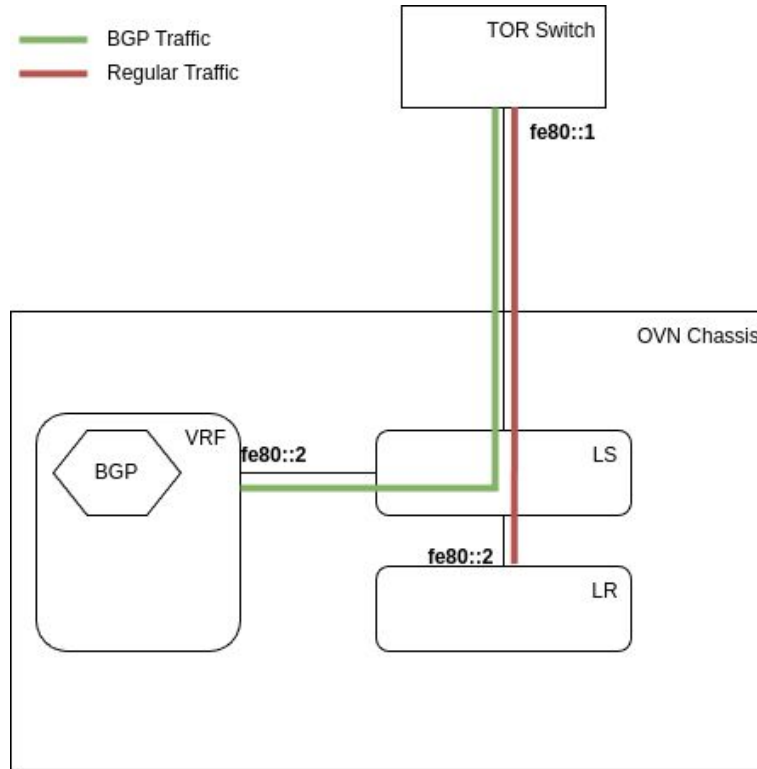 BGP Traffic
Regular Traffic
TOR Switch
fe80::1
OVN Chassis
VRF
BGP
fe80::2
LS
fe80::2
LR